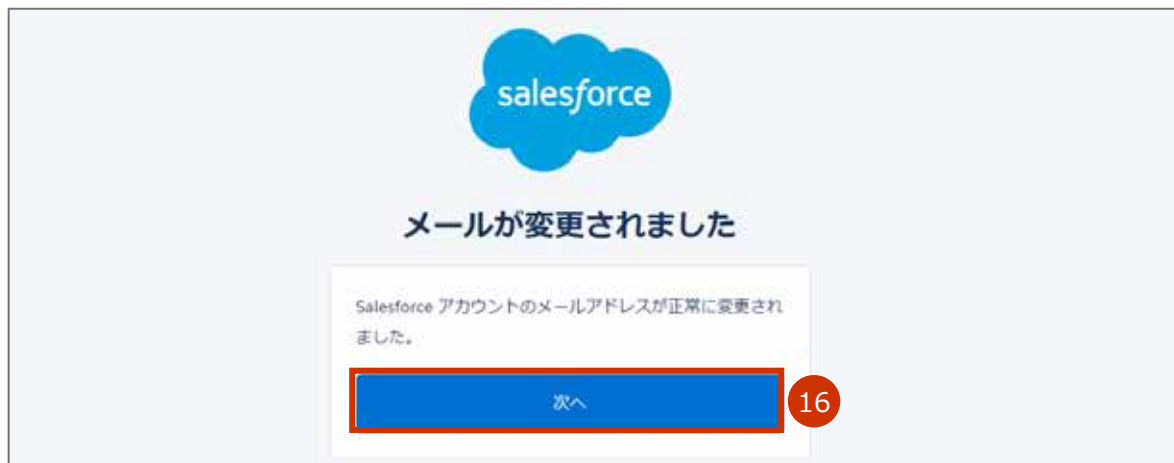 salesforce
メールが変更されました
Salesforce アカウントのメールアドレスが正常に変更され
ました。
次へ
16